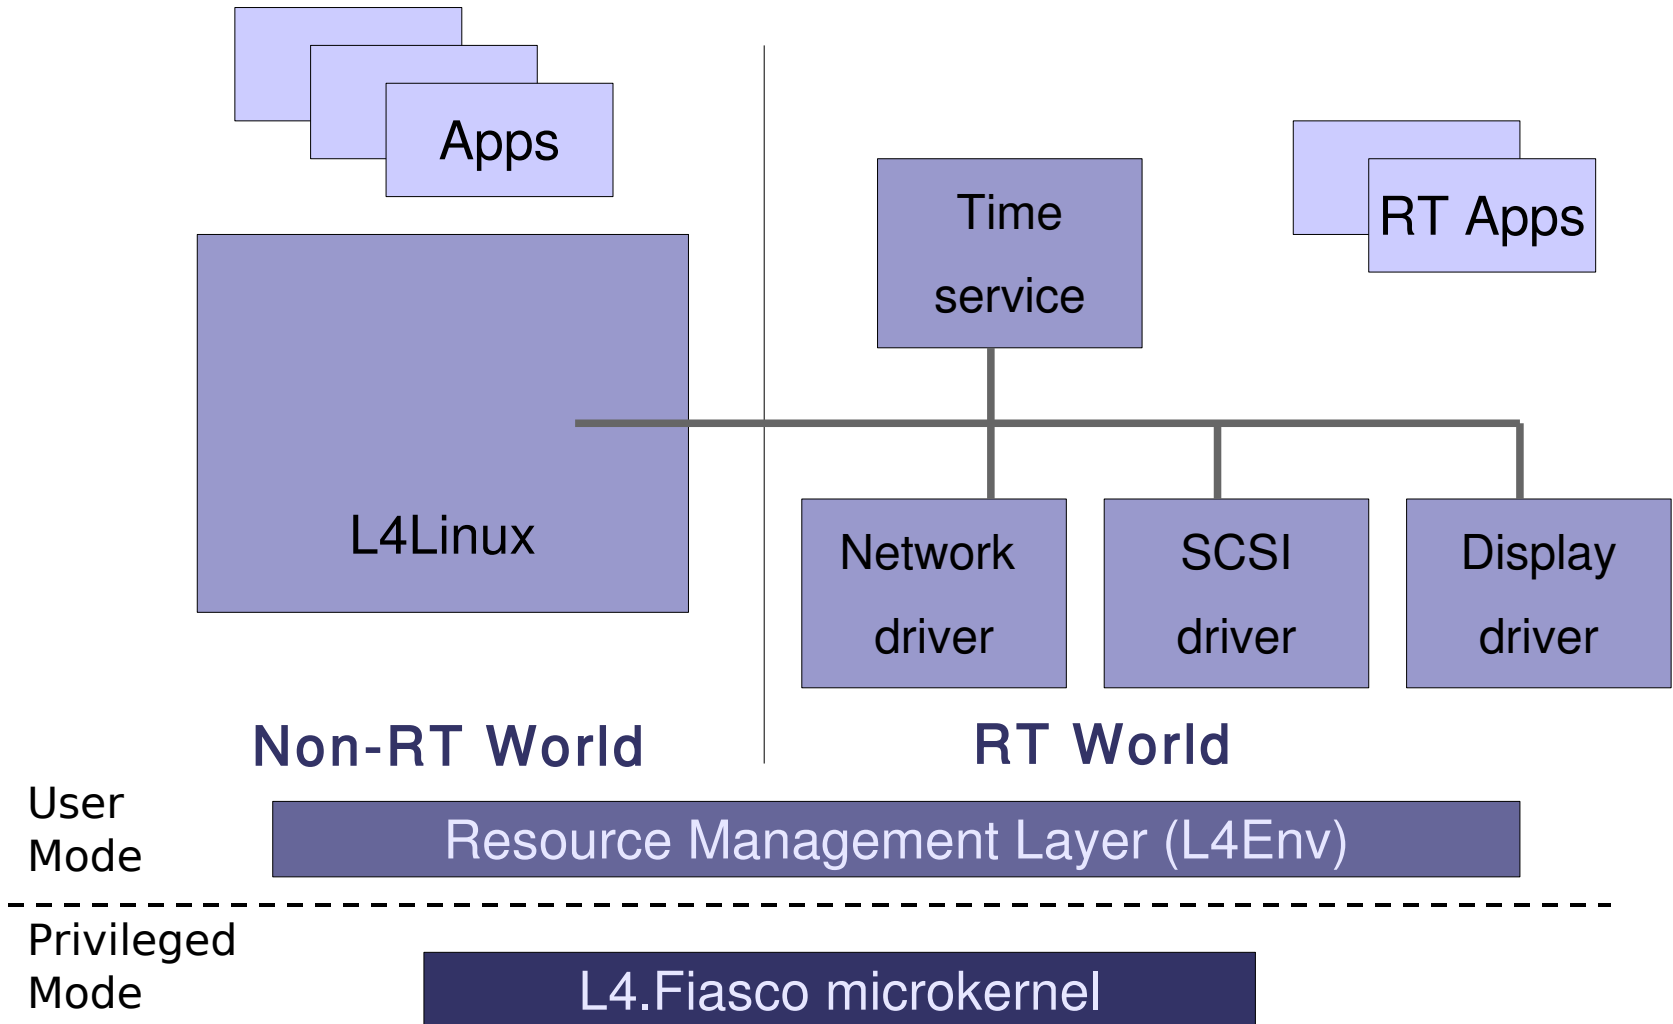 Apps
Time
service
RT Apps
L4Linux
Network
driver
SCSI
driver
Display
driver
Non-RT World
RT World
User
Mode
Resource Management Layer (L4Env)
Privileged
Mode
L4.Fiasco microkernel